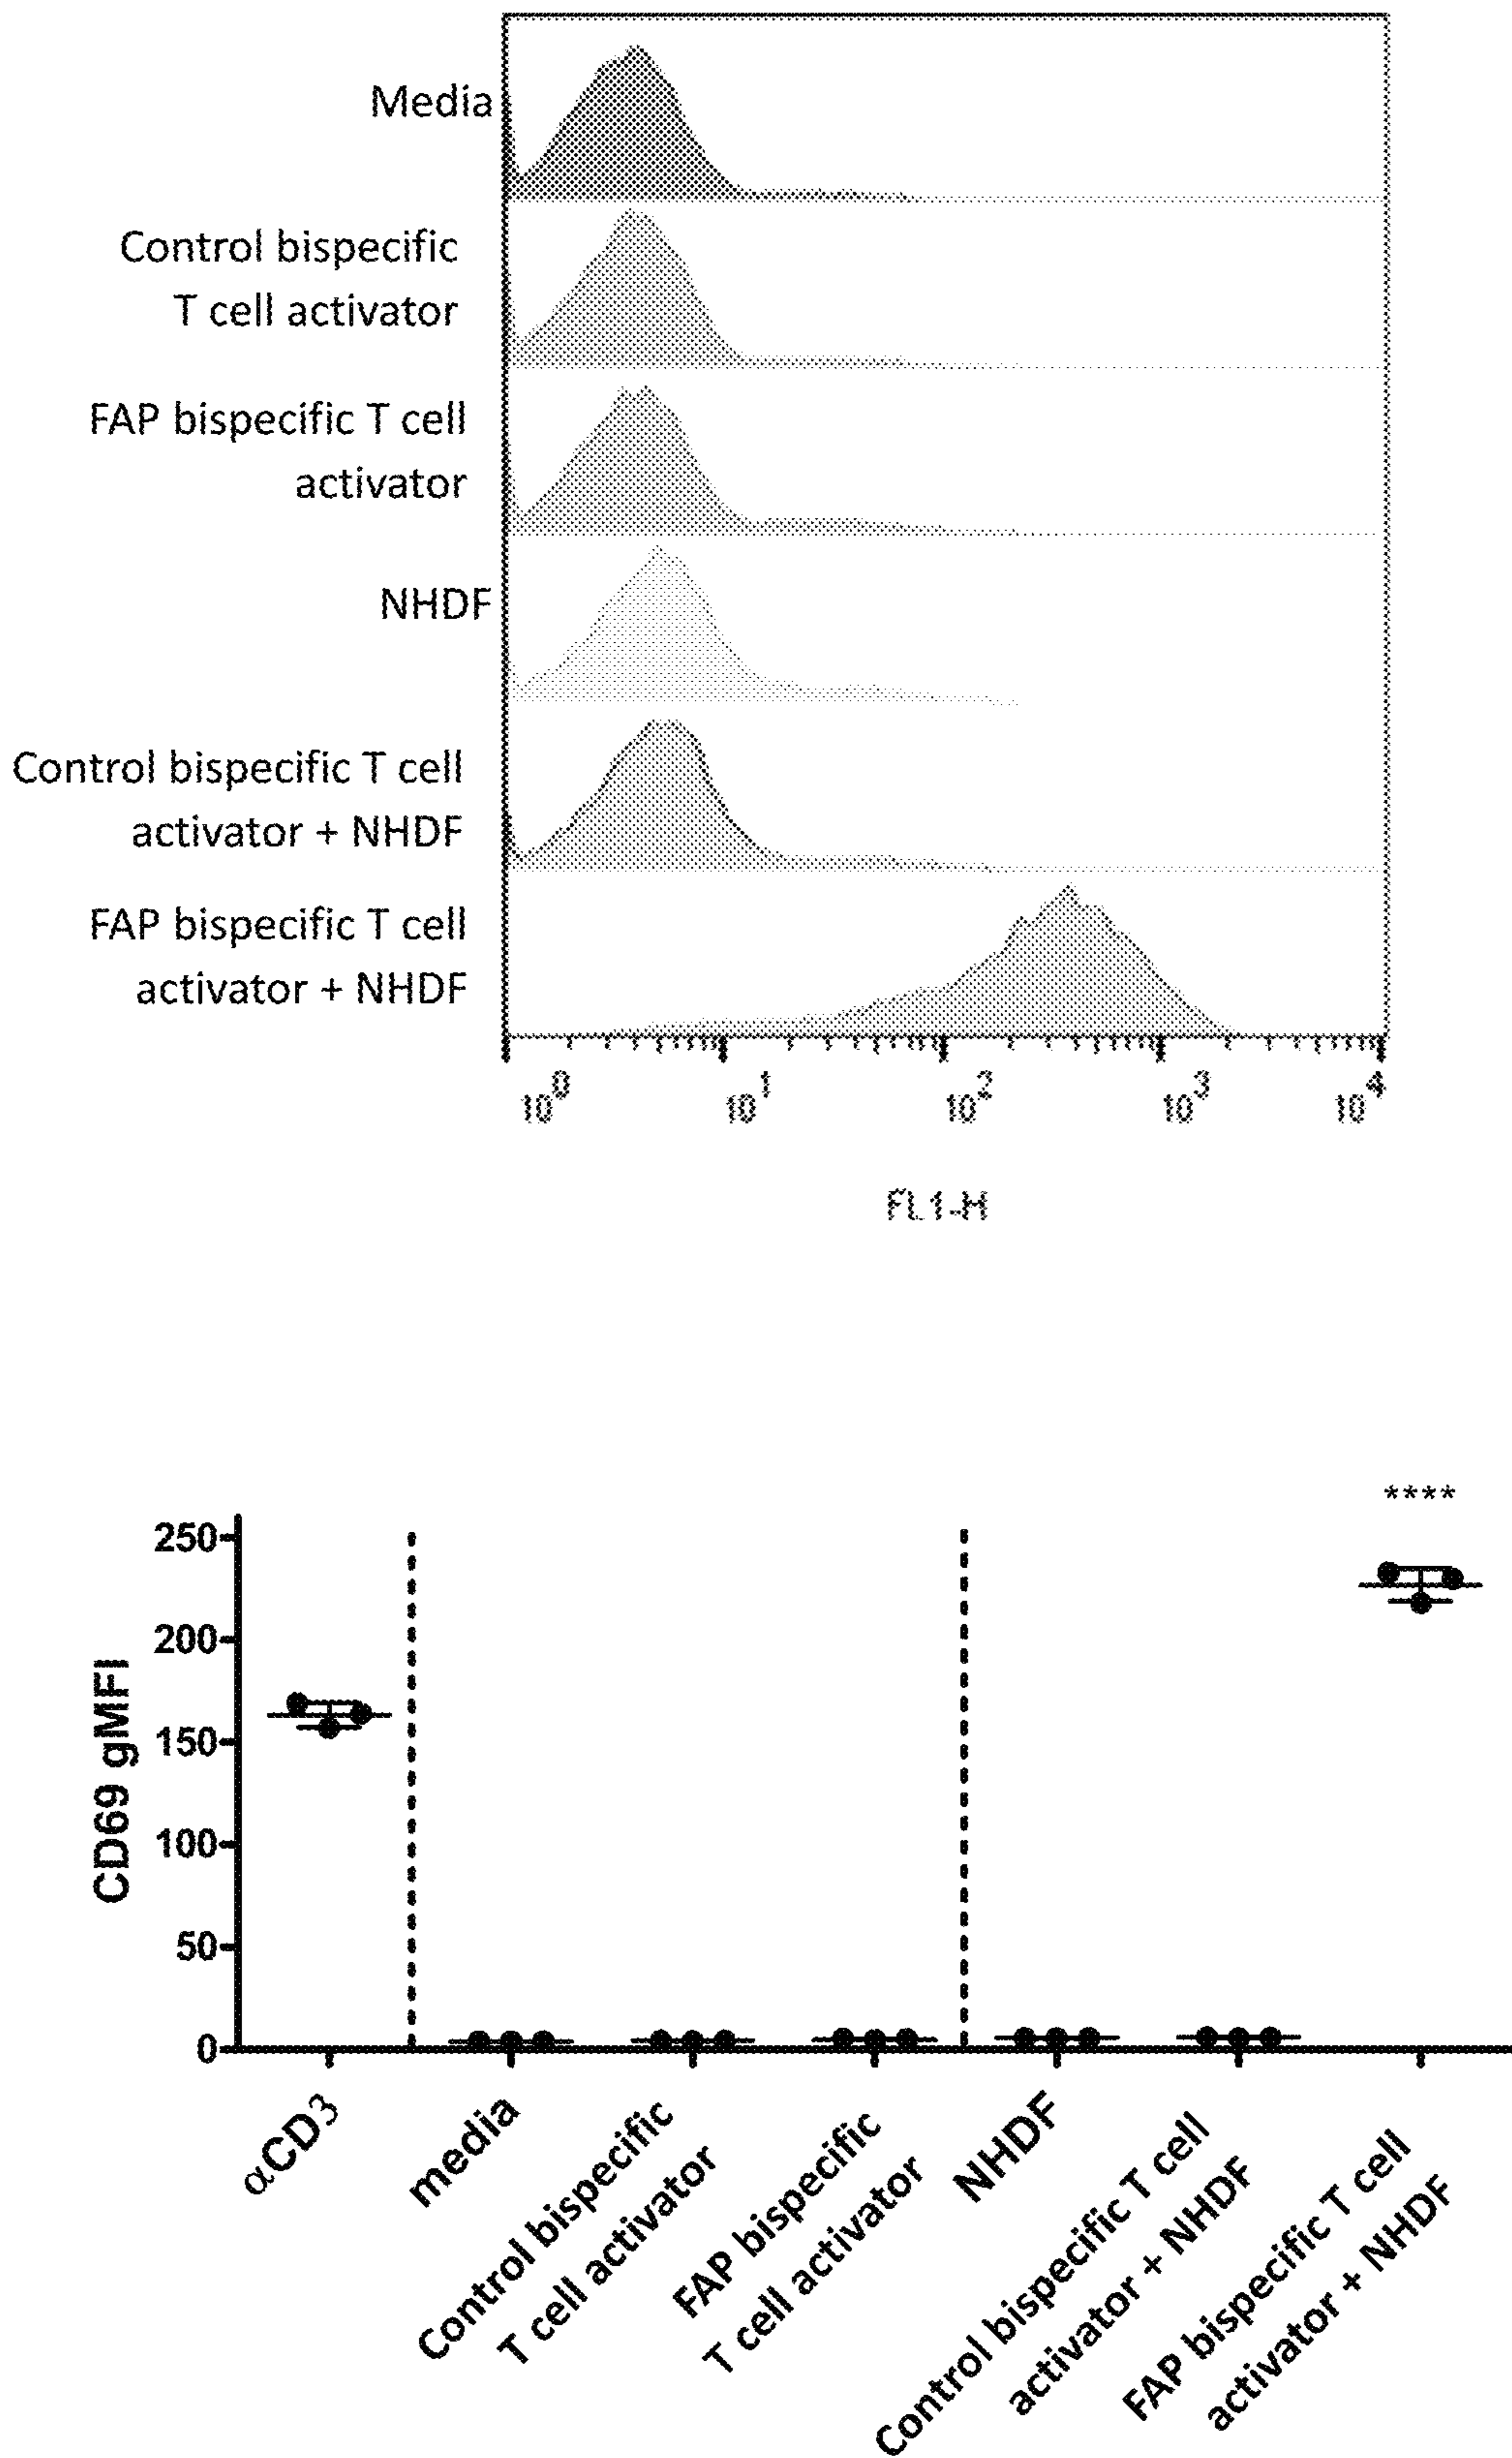 Media
Control bispecific
T cell activator
FAP bispecific T cell
activator
NHDF
Control bispecific T cell
activator + NHDF
FAP bispecific T cell
activator + NHDF
10^0 10^1 10^2 10^3 10^4
FL1-H
****
CD69 gMFI
250
200
150
100
50
0
αCD3
media
Control bispecific
T cell activator
FAP bispecific
T cell activator
NHDF
Control bispecific T cell
activator + NHDF
FAP bispecific T cell
activator + NHDF